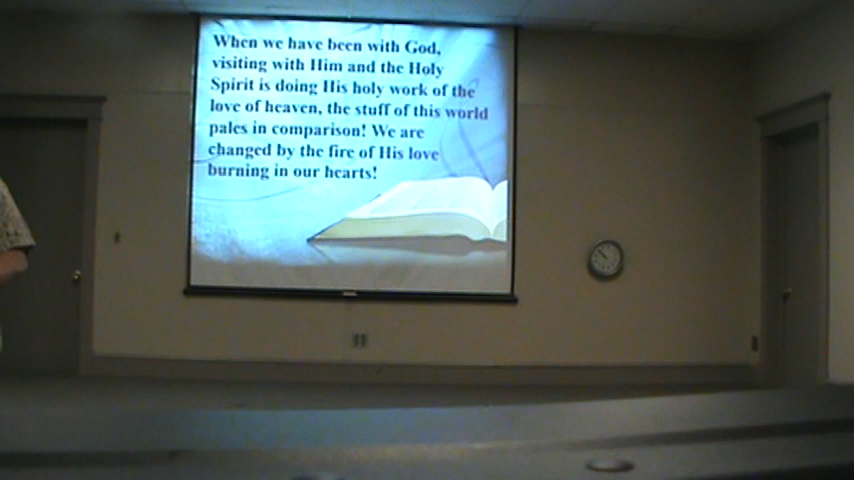 When we have been with God,
visiting with Him and the Holy
Spirit is doing His holy work of the
love of heaven, the stuff of this world
pales in comparison! We are
changed by the fire of His love
burning in our hearts!